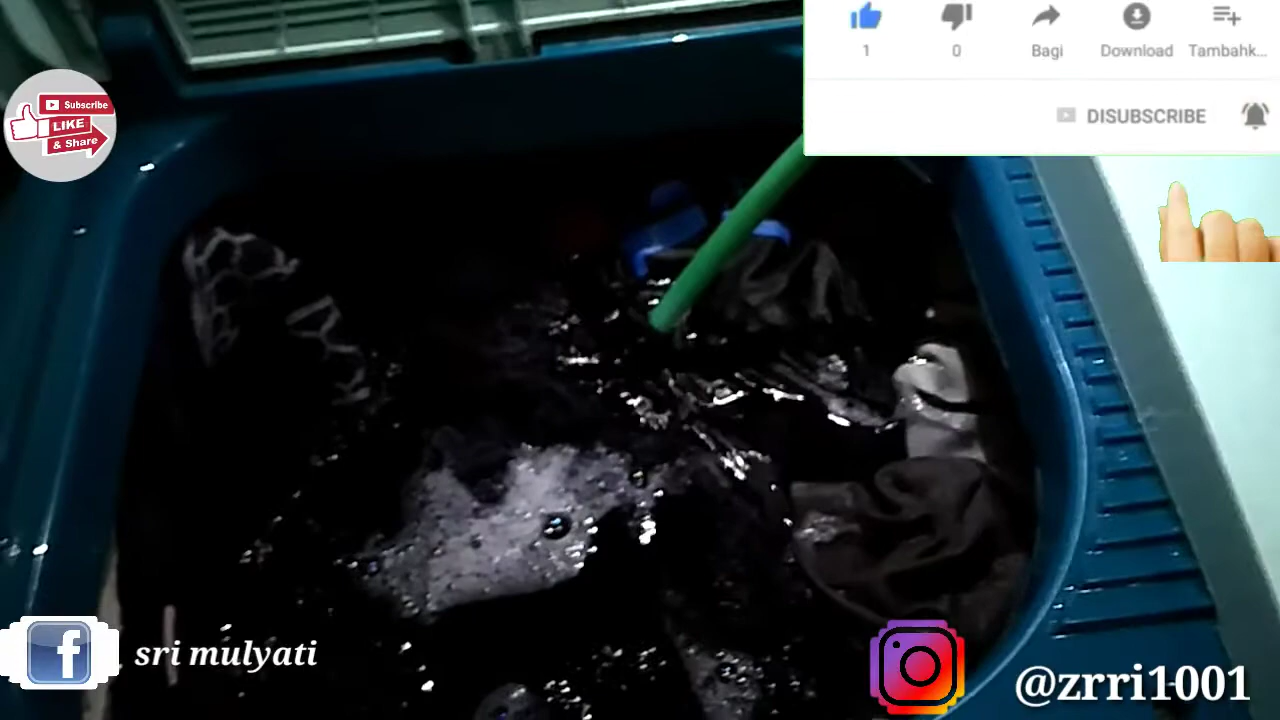 Subscribe
LIKE
& Share
1
0
Bagi
Download
Tambahk...
DISUBSCRIBE
f
sri mulyati
@zrri1001